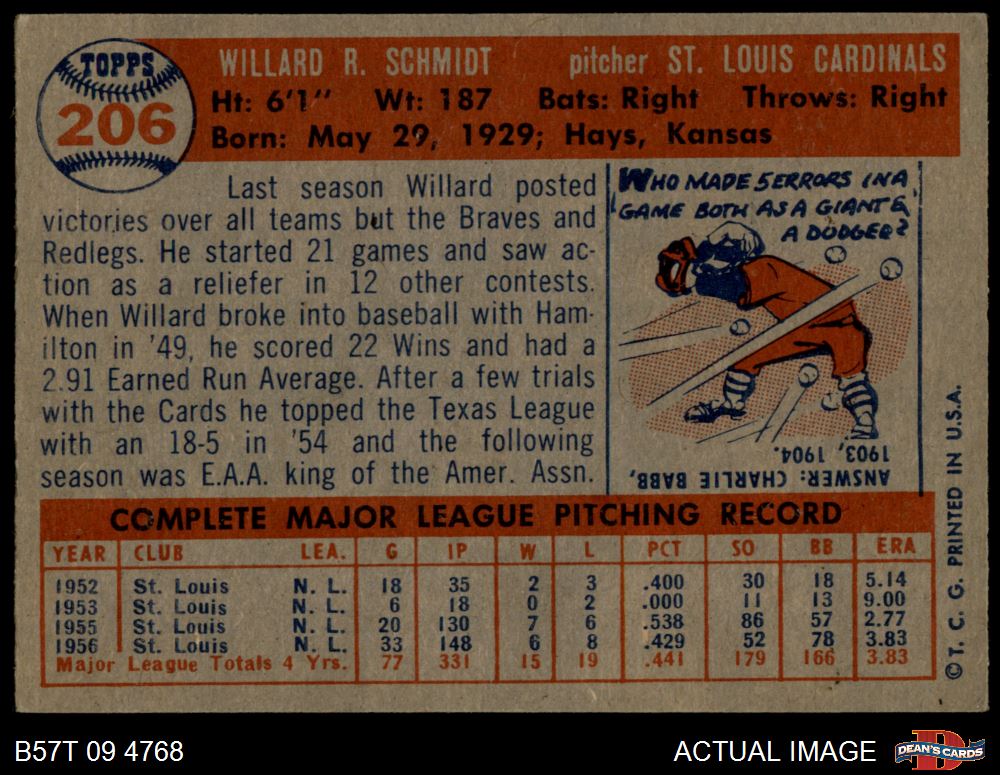 TOPPS
206
WILLARD R. SCHMIDT pitcher ST. LOUIS CARDINALS
Ht: 6'1" Wt: 187 Bats: Right Throws: Right
Born: May 29, 1929; Hays, Kansas
Last season Willard posted
victories over all teams but the Braves and
Redlegs. He started 21 games and saw ac-
tion as a reliefer in 12 other contests.
When Willard broke into baseball with Ham-
ilton in '49, he scored 22 Wins and had a
2.91 Earned Run Average. After a few trials
with the Cards he topped the Texas League
with an 18-5 in '54 and the following
season was E.A.A. king of the Amer. Assn.
WHO MADE 5 ERRORS IN A
GAME BOTH AS A GIANT &
A DODGER?
ANSWER: CHARLIE BABB,
1903, 1904.
COMPLETE MAJOR LEAGUE PITCHING RECORD
YEAR CLUB LEA. G IP W L PCT SO BB ERA
1952 St. Louis N. L. 18 35 2 3 .400 30 18 5.14
1953 St. Louis N. L. 6 18 0 2 .000 11 13 9.00
1955 St. Louis N. L. 20 130 7 6 .538 86 57 2.77
1956 St. Louis N. L. 33 148 6 8 .429 52 78 3.83
Major League Totals 4 Yrs. 77 331 15 19 .441 179 166 3.83
© T. C. G. PRINTED IN U.S.A.
B57T 09 4768
ACTUAL IMAGE
DEAN'S CARDS